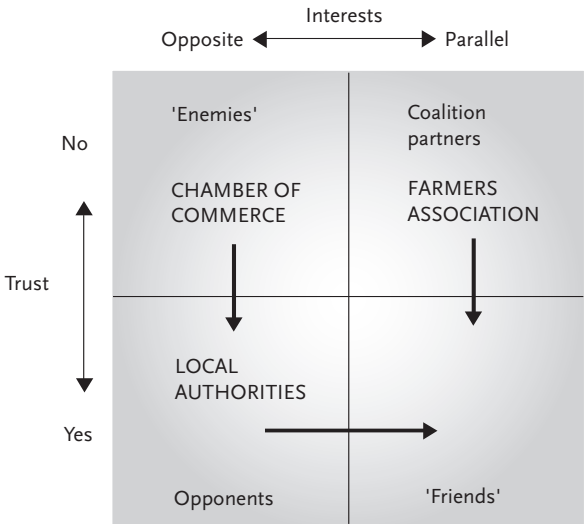 Interests
Opposite
Parallel
'Enemies'
Coalition
partners
No
CHAMBER OF
COMMERCE
FARMERS
ASSOCIATION
Trust
LOCAL
AUTHORITIES
Yes
Opponents
'Friends'